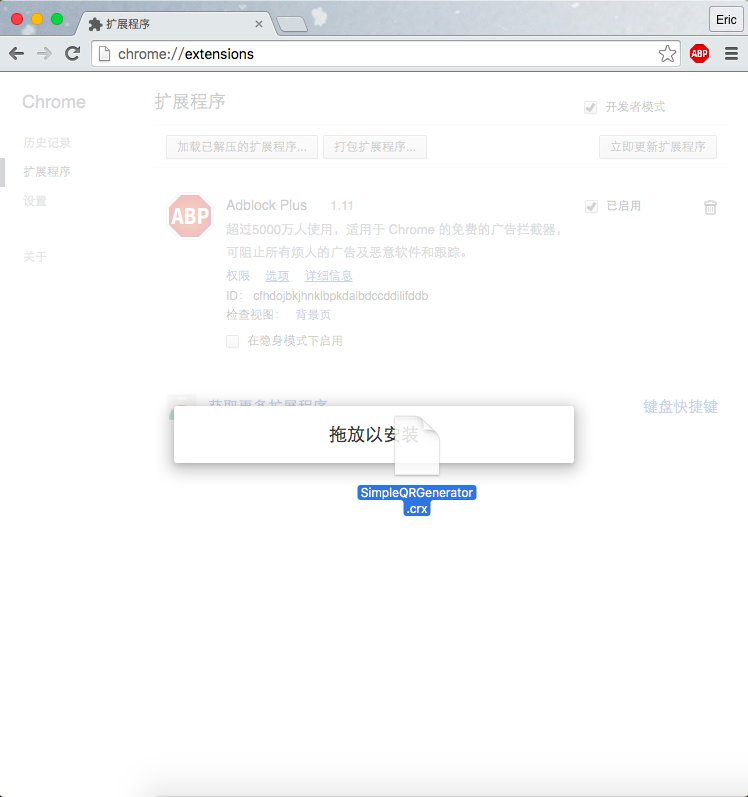 扩展程序
Eric
chrome://extensions
ABP
Chrome
扩展程序
开发者模式
历史记录
扩展程序
设置
关于
加载已解压的扩展程序...
打包扩展程序...
立即更新扩展程序
ABP
Adblock Plus 1.11
已启用
超过5000万人使用，适用于 Chrome 的免费的广告拦截器，
可阻止所有烦人的广告及恶意软件和跟踪。
权限 选项 详细信息
ID： cfhdojbkjhnklbpkdaibdccddilifddb
检查视图： 背景页
在隐身模式下启用
获取更多扩展程序
键盘快捷键
拖放以安装
SimpleQRGenerator
.crx